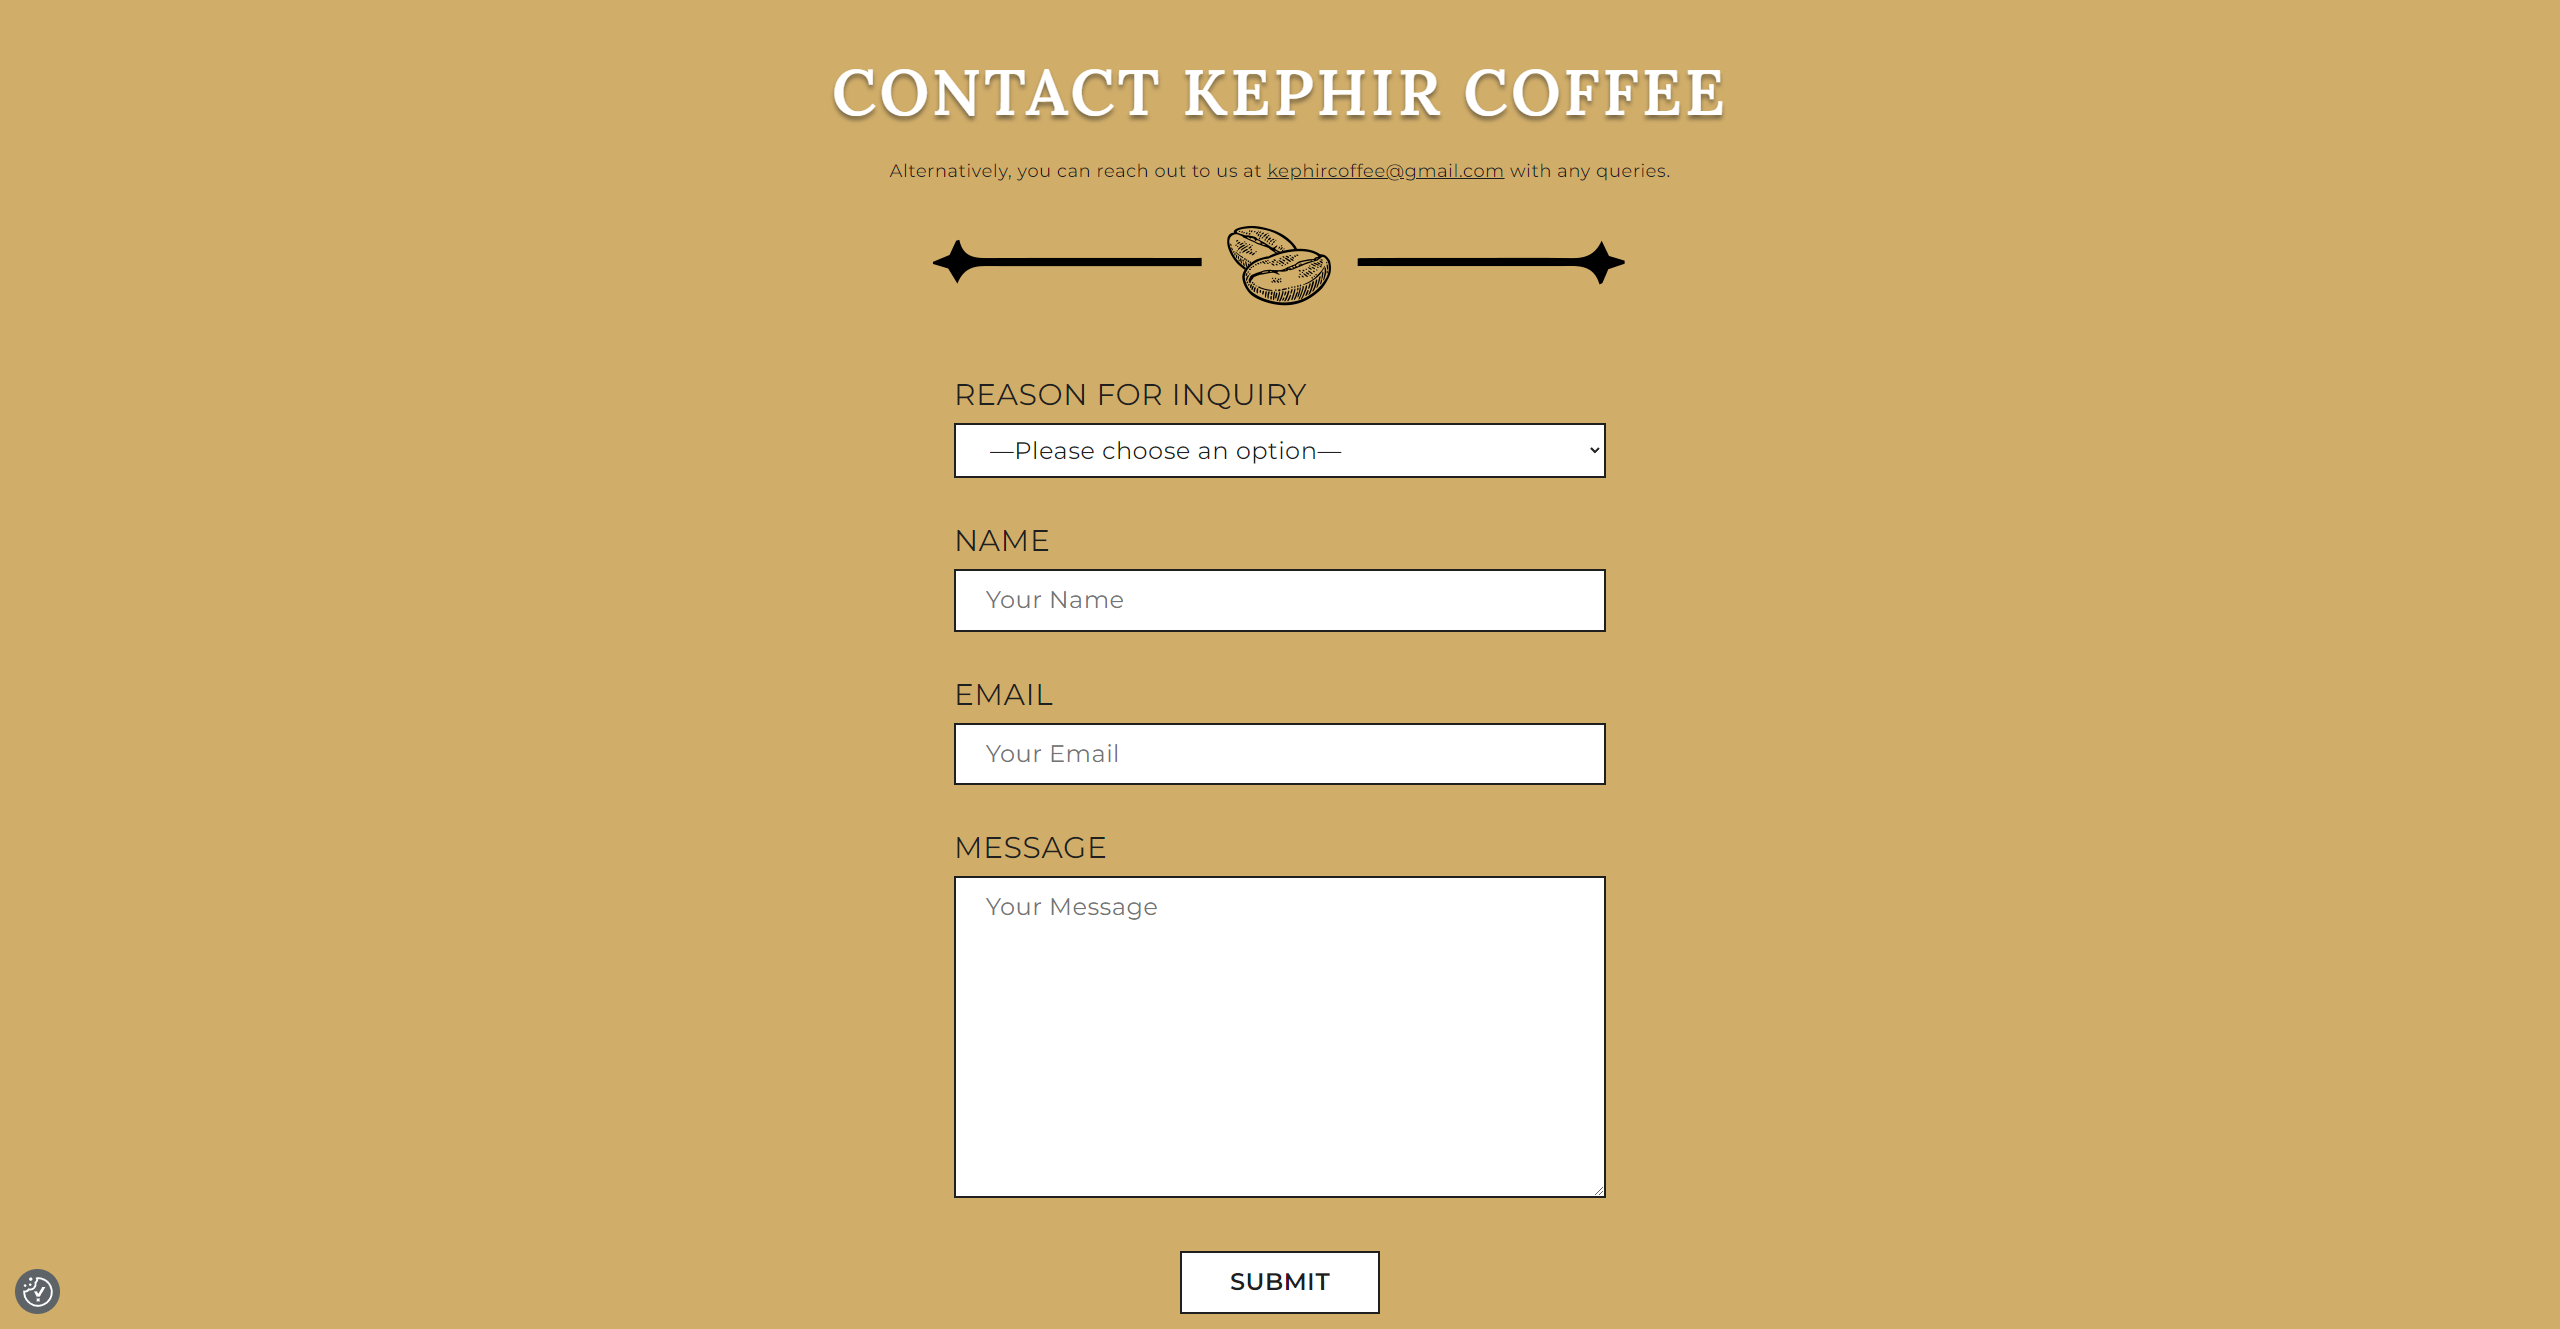 CONTACT KEPHIR COFFEE
Alternatively, you can reach out to us at kephircoffee@gmail.com with any queries.
REASON FOR INQUIRY
—Please choose an option—
NAME
Your Name
EMAIL
Your Email
MESSAGE
Your Message
SUBMIT